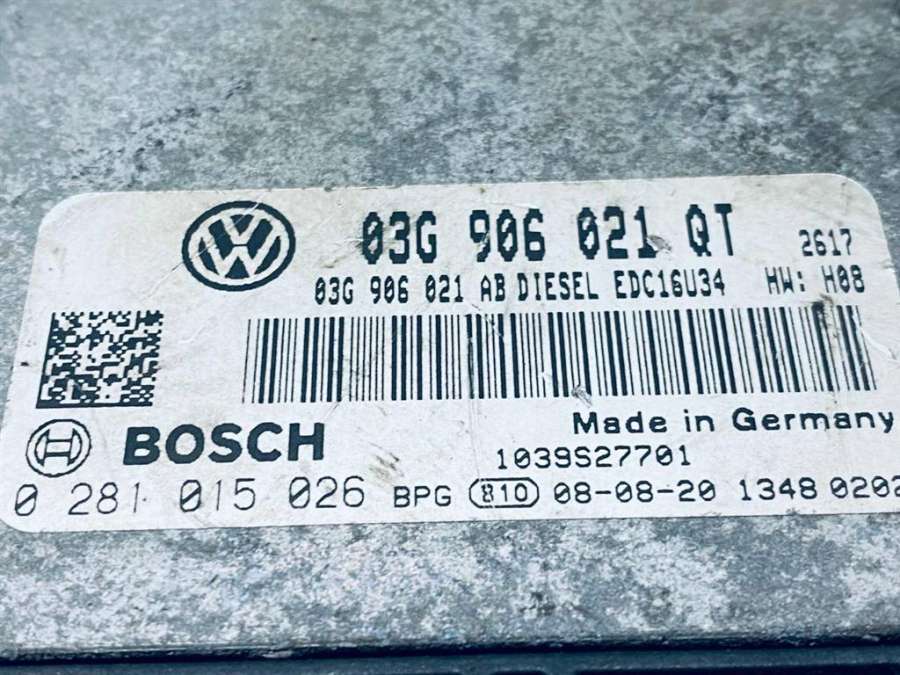 03G 906 021 QT 2617
03G 906 021 AB DIESEL EDC16U34 HW: H08
Made in Germany
BOSCH
1039S27701
0 281 015 026 BPG 810 08-08-20 1348 0202